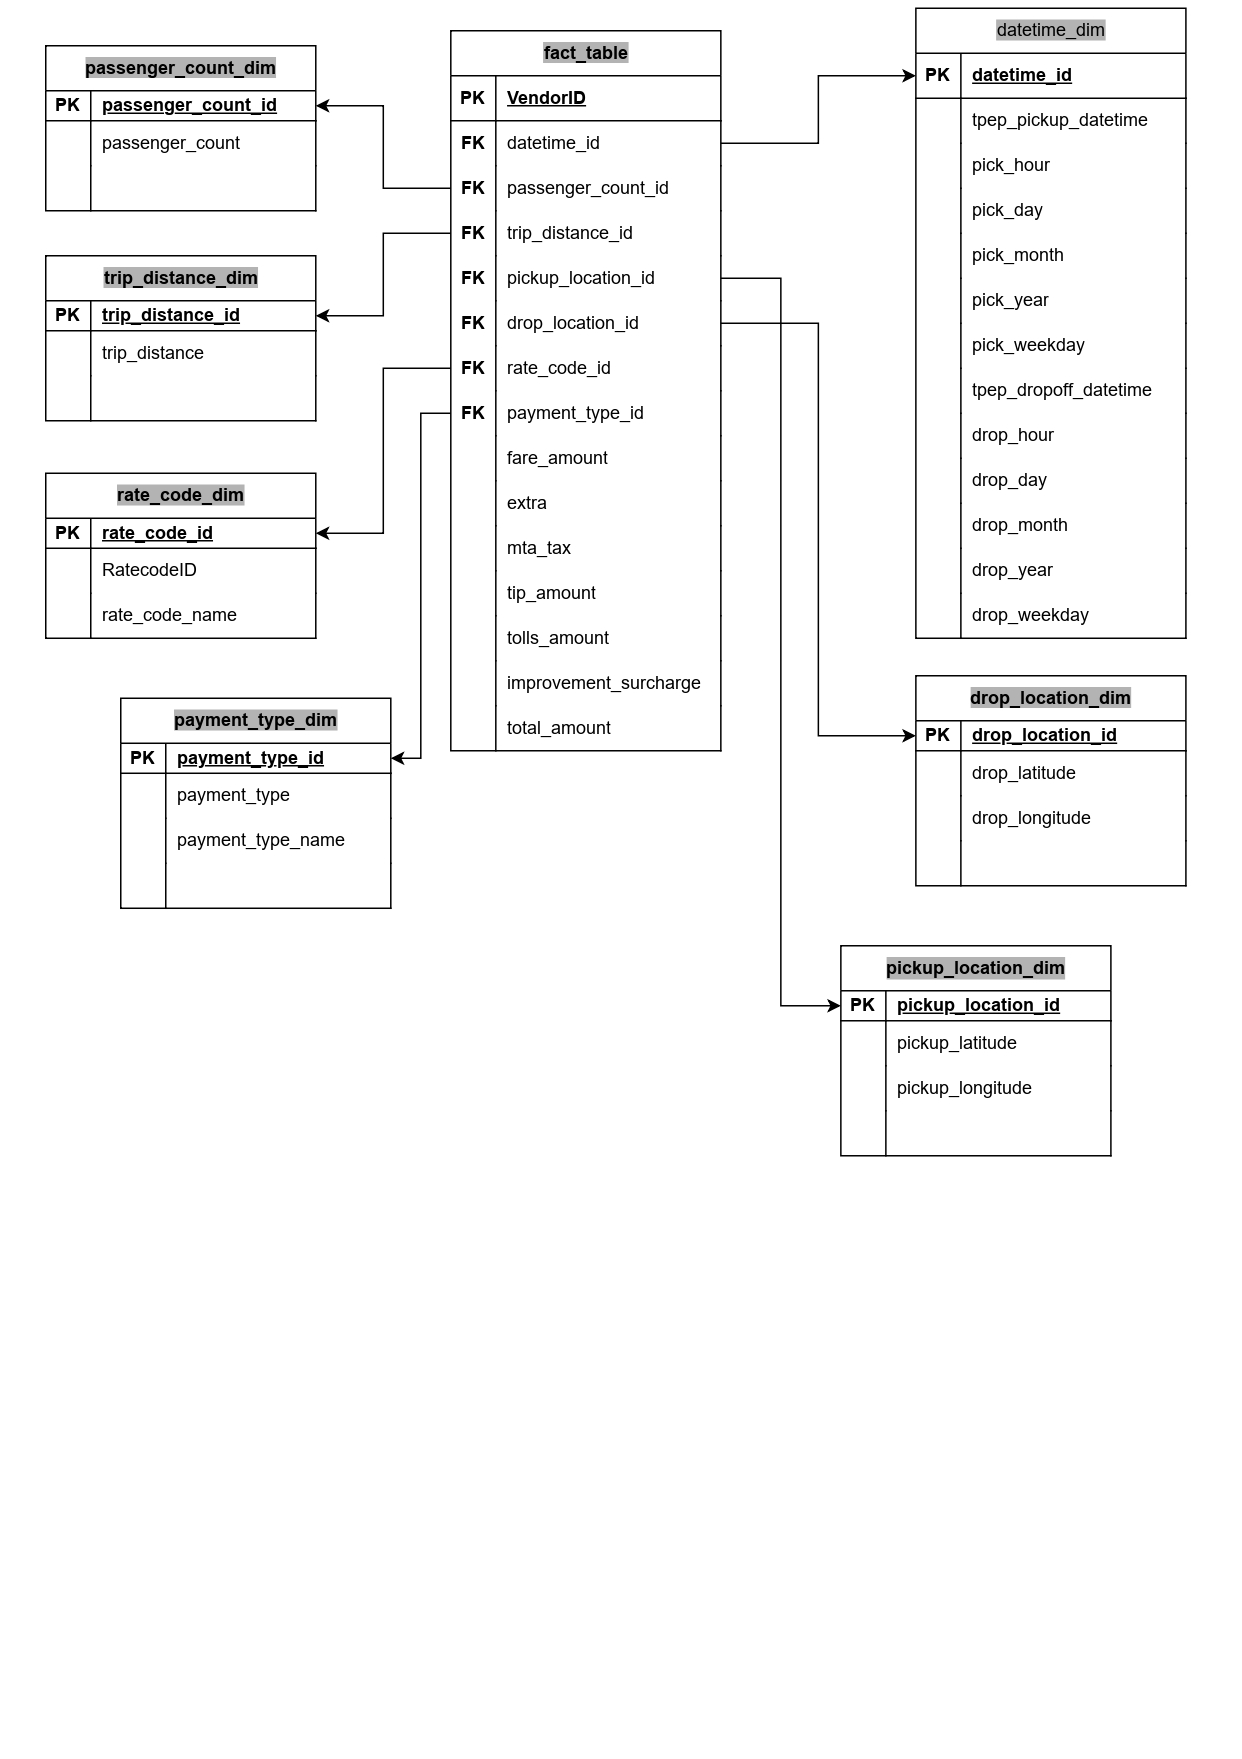 passenger_count_dim
PK passenger_count_id
passenger_count
trip_distance_dim
PK trip_distance_id
trip_distance
rate_code_dim
PK rate_code_id
RatecodeID
rate_code_name
payment_type_dim
PK payment_type_id
payment_type
payment_type_name
fact_table
PK VendorID
FK datetime_id
FK passenger_count_id
FK trip_distance_id
FK pickup_location_id
FK drop_location_id
FK rate_code_id
FK payment_type_id
fare_amount
extra
mta_tax
tip_amount
tolls_amount
improvement_surcharge
total_amount
datetime_dim
PK datetime_id
tpep_pickup_datetime
pick_hour
pick_day
pick_month
pick_year
pick_weekday
tpep_dropoff_datetime
drop_hour
drop_day
drop_month
drop_year
drop_weekday
drop_location_dim
PK drop_location_id
drop_latitude
drop_longitude
pickup_location_dim
PK pickup_location_id
pickup_latitude
pickup_longitude